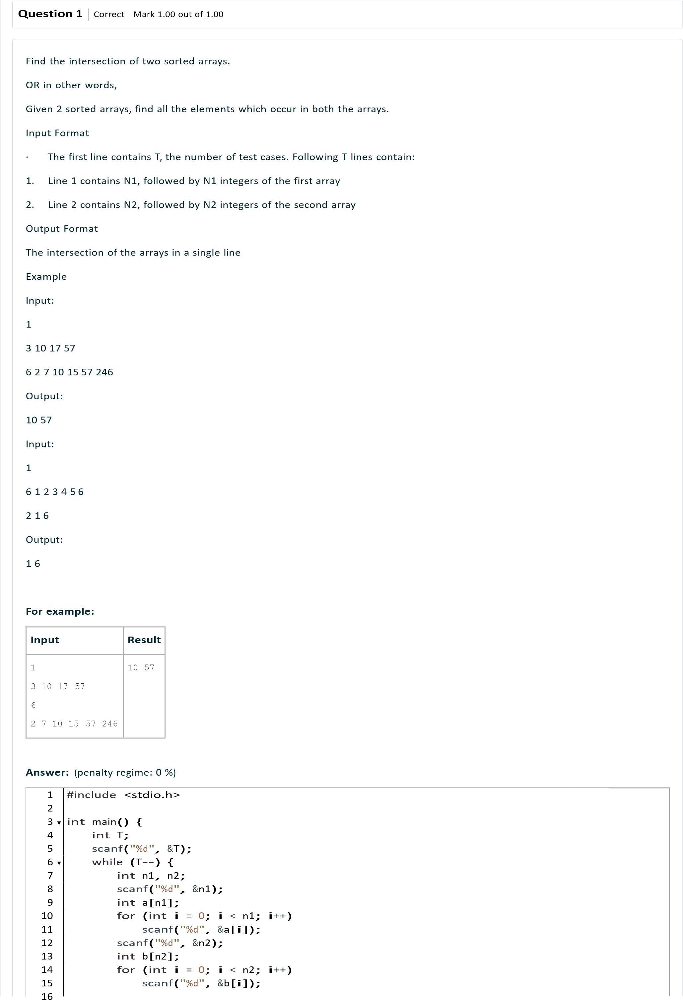 Question 1 Correct Mark 1.00 out of 1.00
Find the intersection of two sorted arrays.
OR in other words,
Given 2 sorted arrays, find all the elements which occur in both the arrays.
Input Format
· The first line contains T, the number of test cases. Following T lines contain:
1. Line 1 contains N1, followed by N1 integers of the first array
2. Line 2 contains N2, followed by N2 integers of the second array
Output Format
The intersection of the arrays in a single line
Example
Input:
1
3 10 17 57
6 2 7 10 15 57 246
Output:
10 57
Input:
1
6 1 2 3 4 5 6
2 1 6
Output:
1 6
For example:
Input Result
1 10 57
3 10 17 57
6
2 7 10 15 57 246
Answer: (penalty regime: 0 %)
1 #include <stdio.h>
2
3 ▾ int main() {
4     int T;
5     scanf("%d", &T);
6 ▾     while (T--) {
7         int n1, n2;
8         scanf("%d", &n1);
9         int a[n1];
10         for (int i = 0; i < n1; i++)
11             scanf("%d", &a[i]);
12         scanf("%d", &n2);
13         int b[n2];
14         for (int i = 0; i < n2; i++)
15             scanf("%d", &b[i]);
16